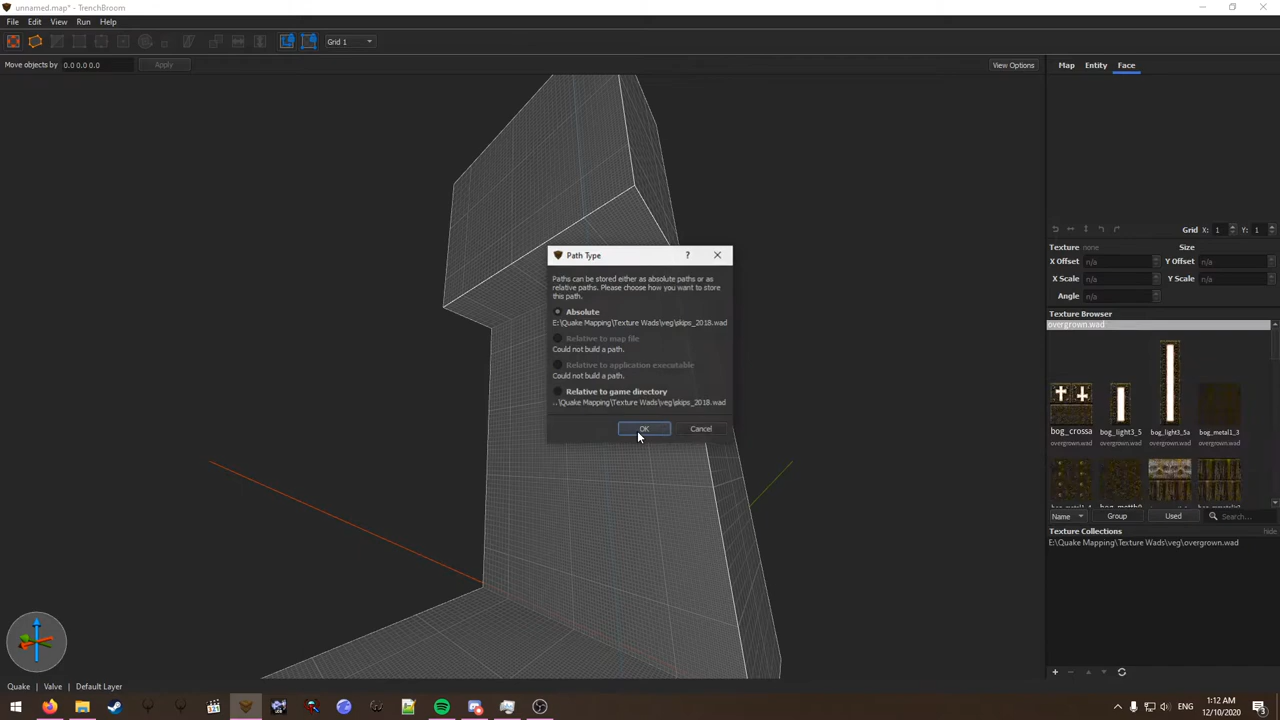 unnamed.map* - TrenchBroom
File Edit View Run Help
Grid 1
Move objects by 0.0 0.0 0.0 Apply View Options Map Entity Face
Path Type
?
Paths can be stored either as absolute paths or as
relative paths. Please choose how you want to store
this path.
Absolute
E:\Quake Mapping\Texture Wads\veg\skips_2018.wad
Relative to map file
Could not build a path.
Relative to application executable
Could not build a path.
Relative to game directory
..\Quake Mapping\Texture Wads\veg\skips_2018.wad
OK Cancel
Grid X: 1 Y: 1
Texture none Size
X Offset n/a Y Offset n/a
X Scale n/a Y Scale n/a
Angle n/a
Texture Browser
overgrown.wad
bog_crossa bog_light3_5 bog_light3_5a bog_metal1_3
overgrown.wad overgrown.wad overgrown.wad overgrown.wad
Name Group Used Search...
Texture Collections hide
E:\Quake Mapping\Texture Wads\veg\overgrown.wad
Quake Valve Default Layer
ENG
1:12 AM
12/10/2020
3